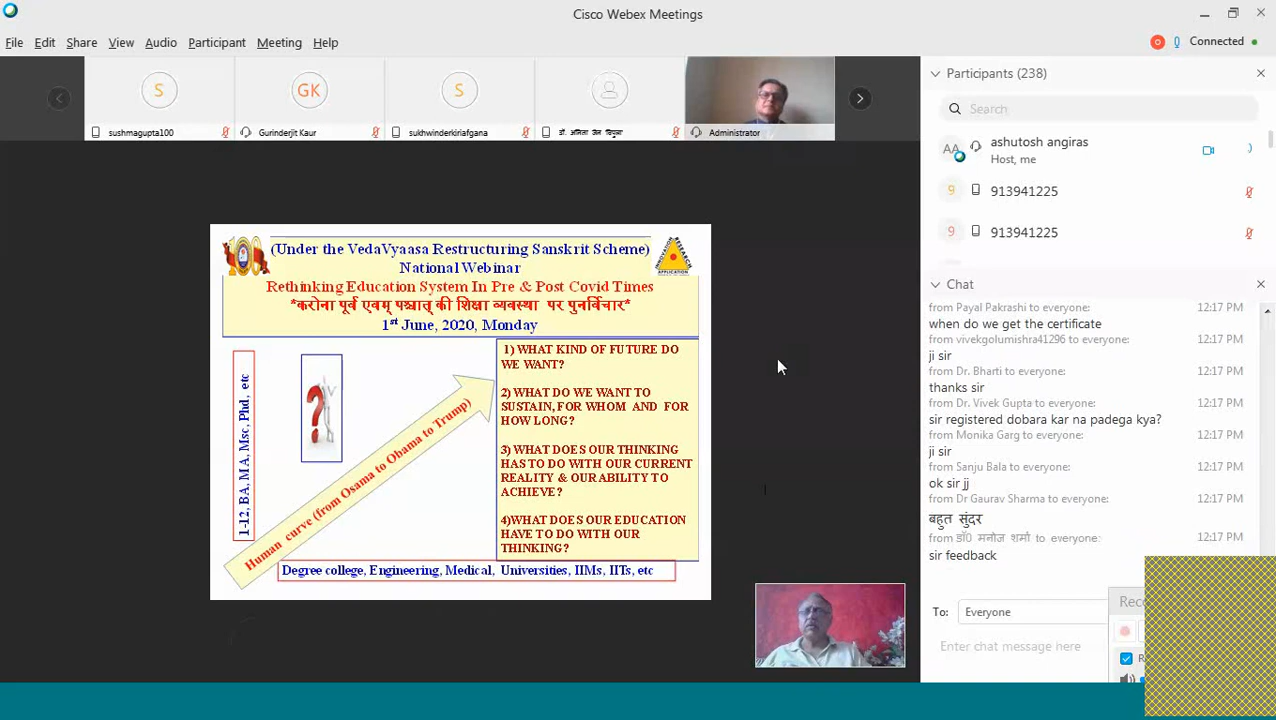 Cisco Webex Meetings
File Edit Share View Audio Participant Meeting Help
Connected
S
GK
S
sushmagupta100
Gurinderjit Kaur
sukhwinderkiriafgana
Administrator
Participants (238)
Search
AA
ashutosh angiras
Host, me
9
913941225
9
913941225
(Under the VedaVyaasa Restructuring Sanskrit Scheme)
National Webinar
Rethinking Education System In Pre & Post Covid Times
*करोना पूर्व एवम् पश्चात् की शिक्षा व्यवस्था पर पुनर्विचार*
1st June, 2020, Monday
100
INNOVATION
RESEARCH
APPLICATION
1-12, BA, MA, Msc, Phd, etc
Human curve (from Osama to Obama to Trump)
1) WHAT KIND OF FUTURE DO
WE WANT?
2) WHAT DO WE WANT TO
SUSTAIN, FOR WHOM AND FOR
HOW LONG?
3) WHAT DOES OUR THINKING
HAS TO DO WITH OUR CURRENT
REALITY & OUR ABILITY TO
ACHIEVE?
4)WHAT DOES OUR EDUCATION
HAVE TO DO WITH OUR
THINKING?
Degree college, Engineering, Medical, Universities, IIMs, IITs, etc
Chat
from Payal Pakrashi to everyone: 12:17 PM
when do we get the certificate
from vivekgolumishra41296 to everyone: 12:17 PM
ji sir
from Dr. Bharti to everyone: 12:17 PM
thanks sir
from Dr. Vivek Gupta to everyone: 12:17 PM
sir registered dobara kar na padega kya?
from Monika Garg to everyone: 12:17 PM
ji sir
from Sanju Bala to everyone: 12:17 PM
ok sir jj
from Dr Gaurav Sharma to everyone: 12:17 PM
बहुत सुंदर
from डॉ0 मनोज शर्मा to everyone: 12:17 PM
sir feedback
To: Everyone
Enter chat message here
Rec